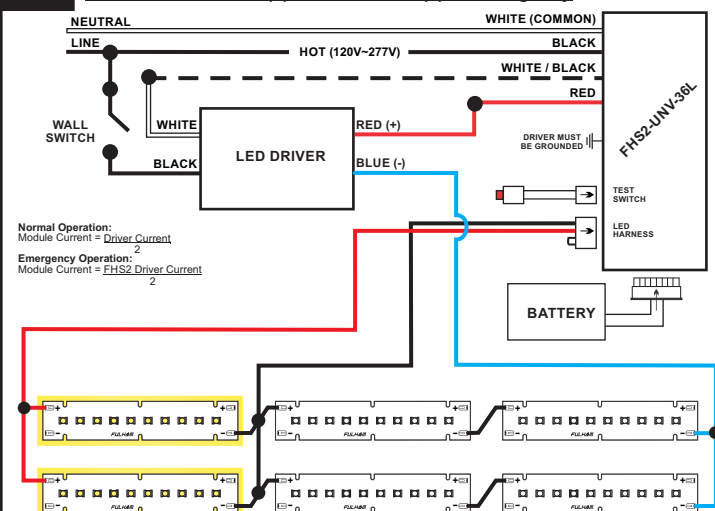 NEUTRAL
WHITE (COMMON)
LINE
HOT (120V~277V)
BLACK
WHITE / BLACK
RED
FHS2-UNV-36L
WALL
SWITCH
WHITE
BLACK
LED DRIVER
RED (+)
BLUE (-)
DRIVER MUST
BE GROUNDED
TEST
SWITCH
LED
HARNESS
Normal Operation:
Module Current = Driver Current
2
Emergency Operation:
Module Current = FHS2 Driver Current
2
BATTERY
+ +
- -
FULHAM
+ +
- -
FULHAM
+ +
- -
FULHAM
+ +
- -
FULHAM
+ +
- -
FULHAM
+ +
- -
FULHAM